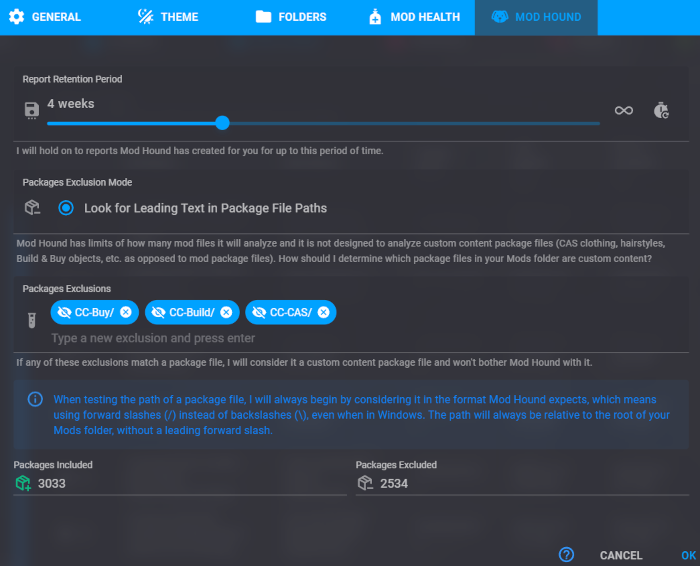 GENERAL THEME FOLDERS MOD HEALTH MOD HOUND
Report Retention Period
4 weeks
I will hold on to reports Mod Hound has created for you for up to this period of time.
Packages Exclusion Mode
Look for Leading Text in Package File Paths
Mod Hound has limits of how many mod files it will analyze and it is not designed to analyze custom content package files (CAS clothing, hairstyles,
Build & Buy objects, etc. as opposed to mod package files). How should I determine which package files in your Mods folder are custom content?
Packages Exclusions
CC-Buy/ CC-Build/ CC-CAS/
Type a new exclusion and press enter
If any of these exclusions match a package file, I will consider it a custom content package file and won't bother Mod Hound with it.
When testing the path of a package file, I will always begin by considering it in the format Mod Hound expects, which means
using forward slashes (/) instead of backslashes (\), even when in Windows. The path will always be relative to the root of your
Mods folder, without a leading forward slash.
Packages Included Packages Excluded
3033 2534
CANCEL OK